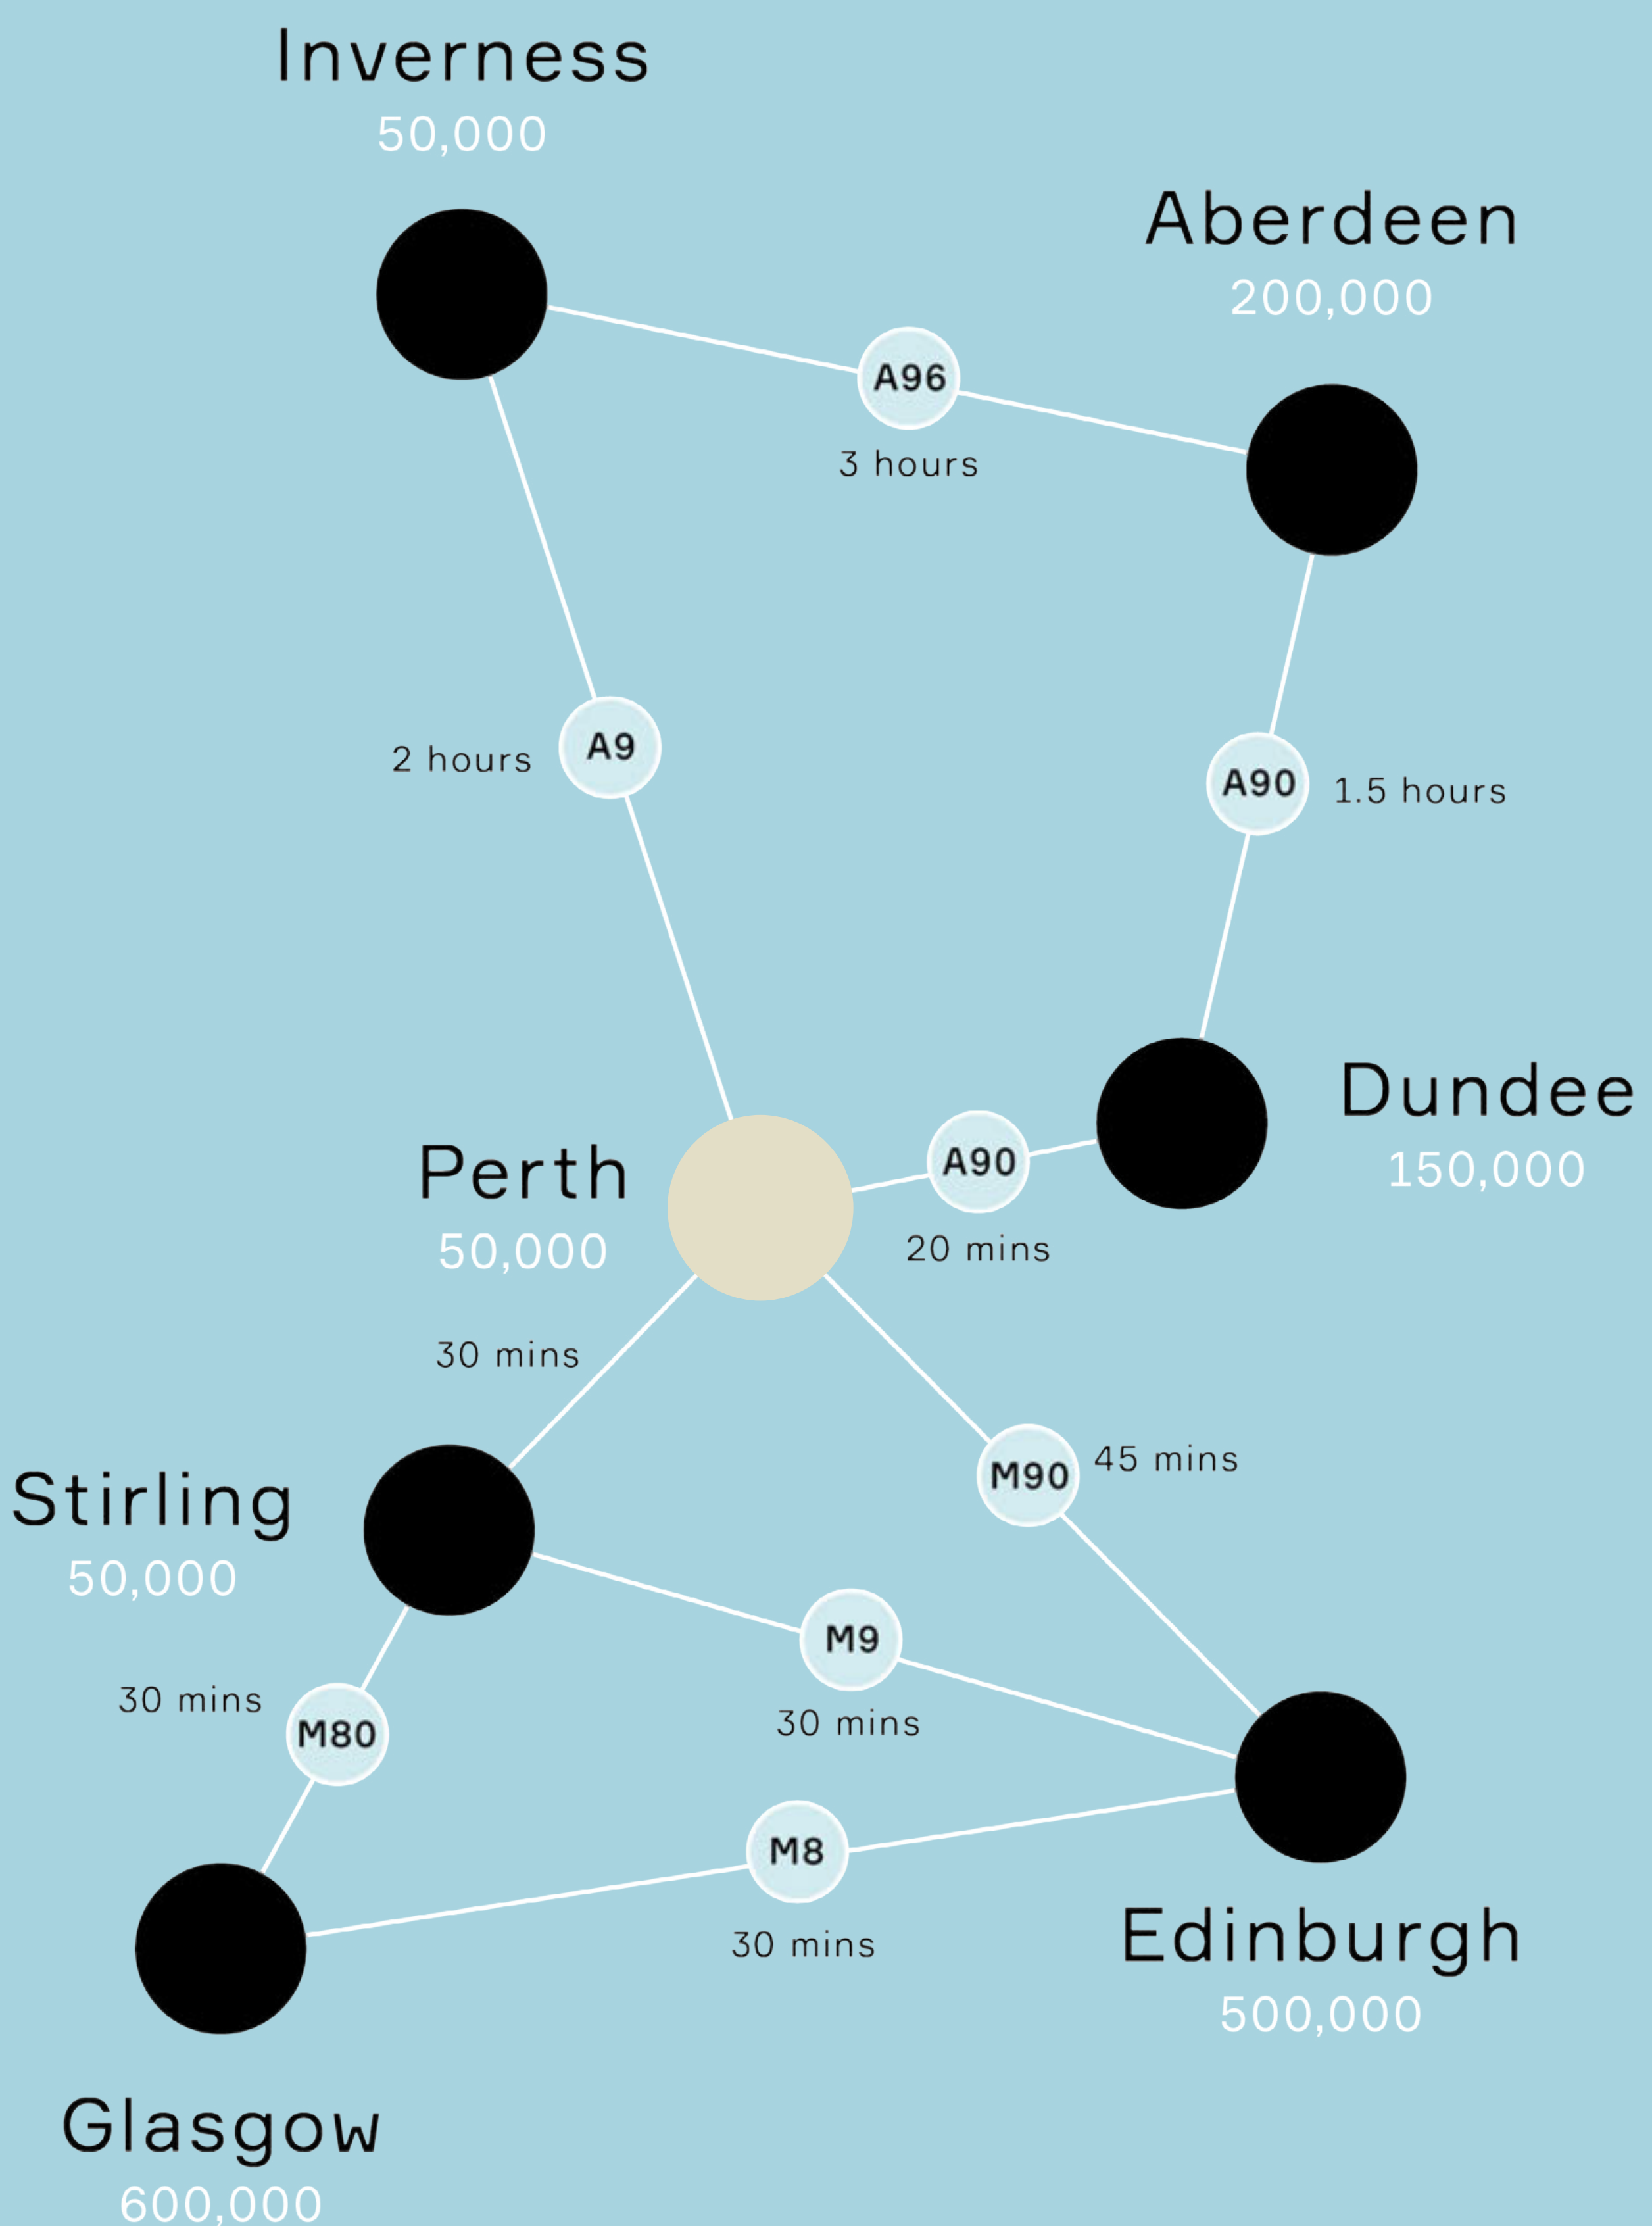 Inverness
50,000
Aberdeen
200,000
A96
3 hours
A9
2 hours
A90
1.5 hours
Dundee
150,000
Perth
50,000
A90
20 mins
30 mins
M90
45 mins
Stirling
50,000
M9
30 mins
30 mins
M80
M8
30 mins
Edinburgh
500,000
Glasgow
600,000